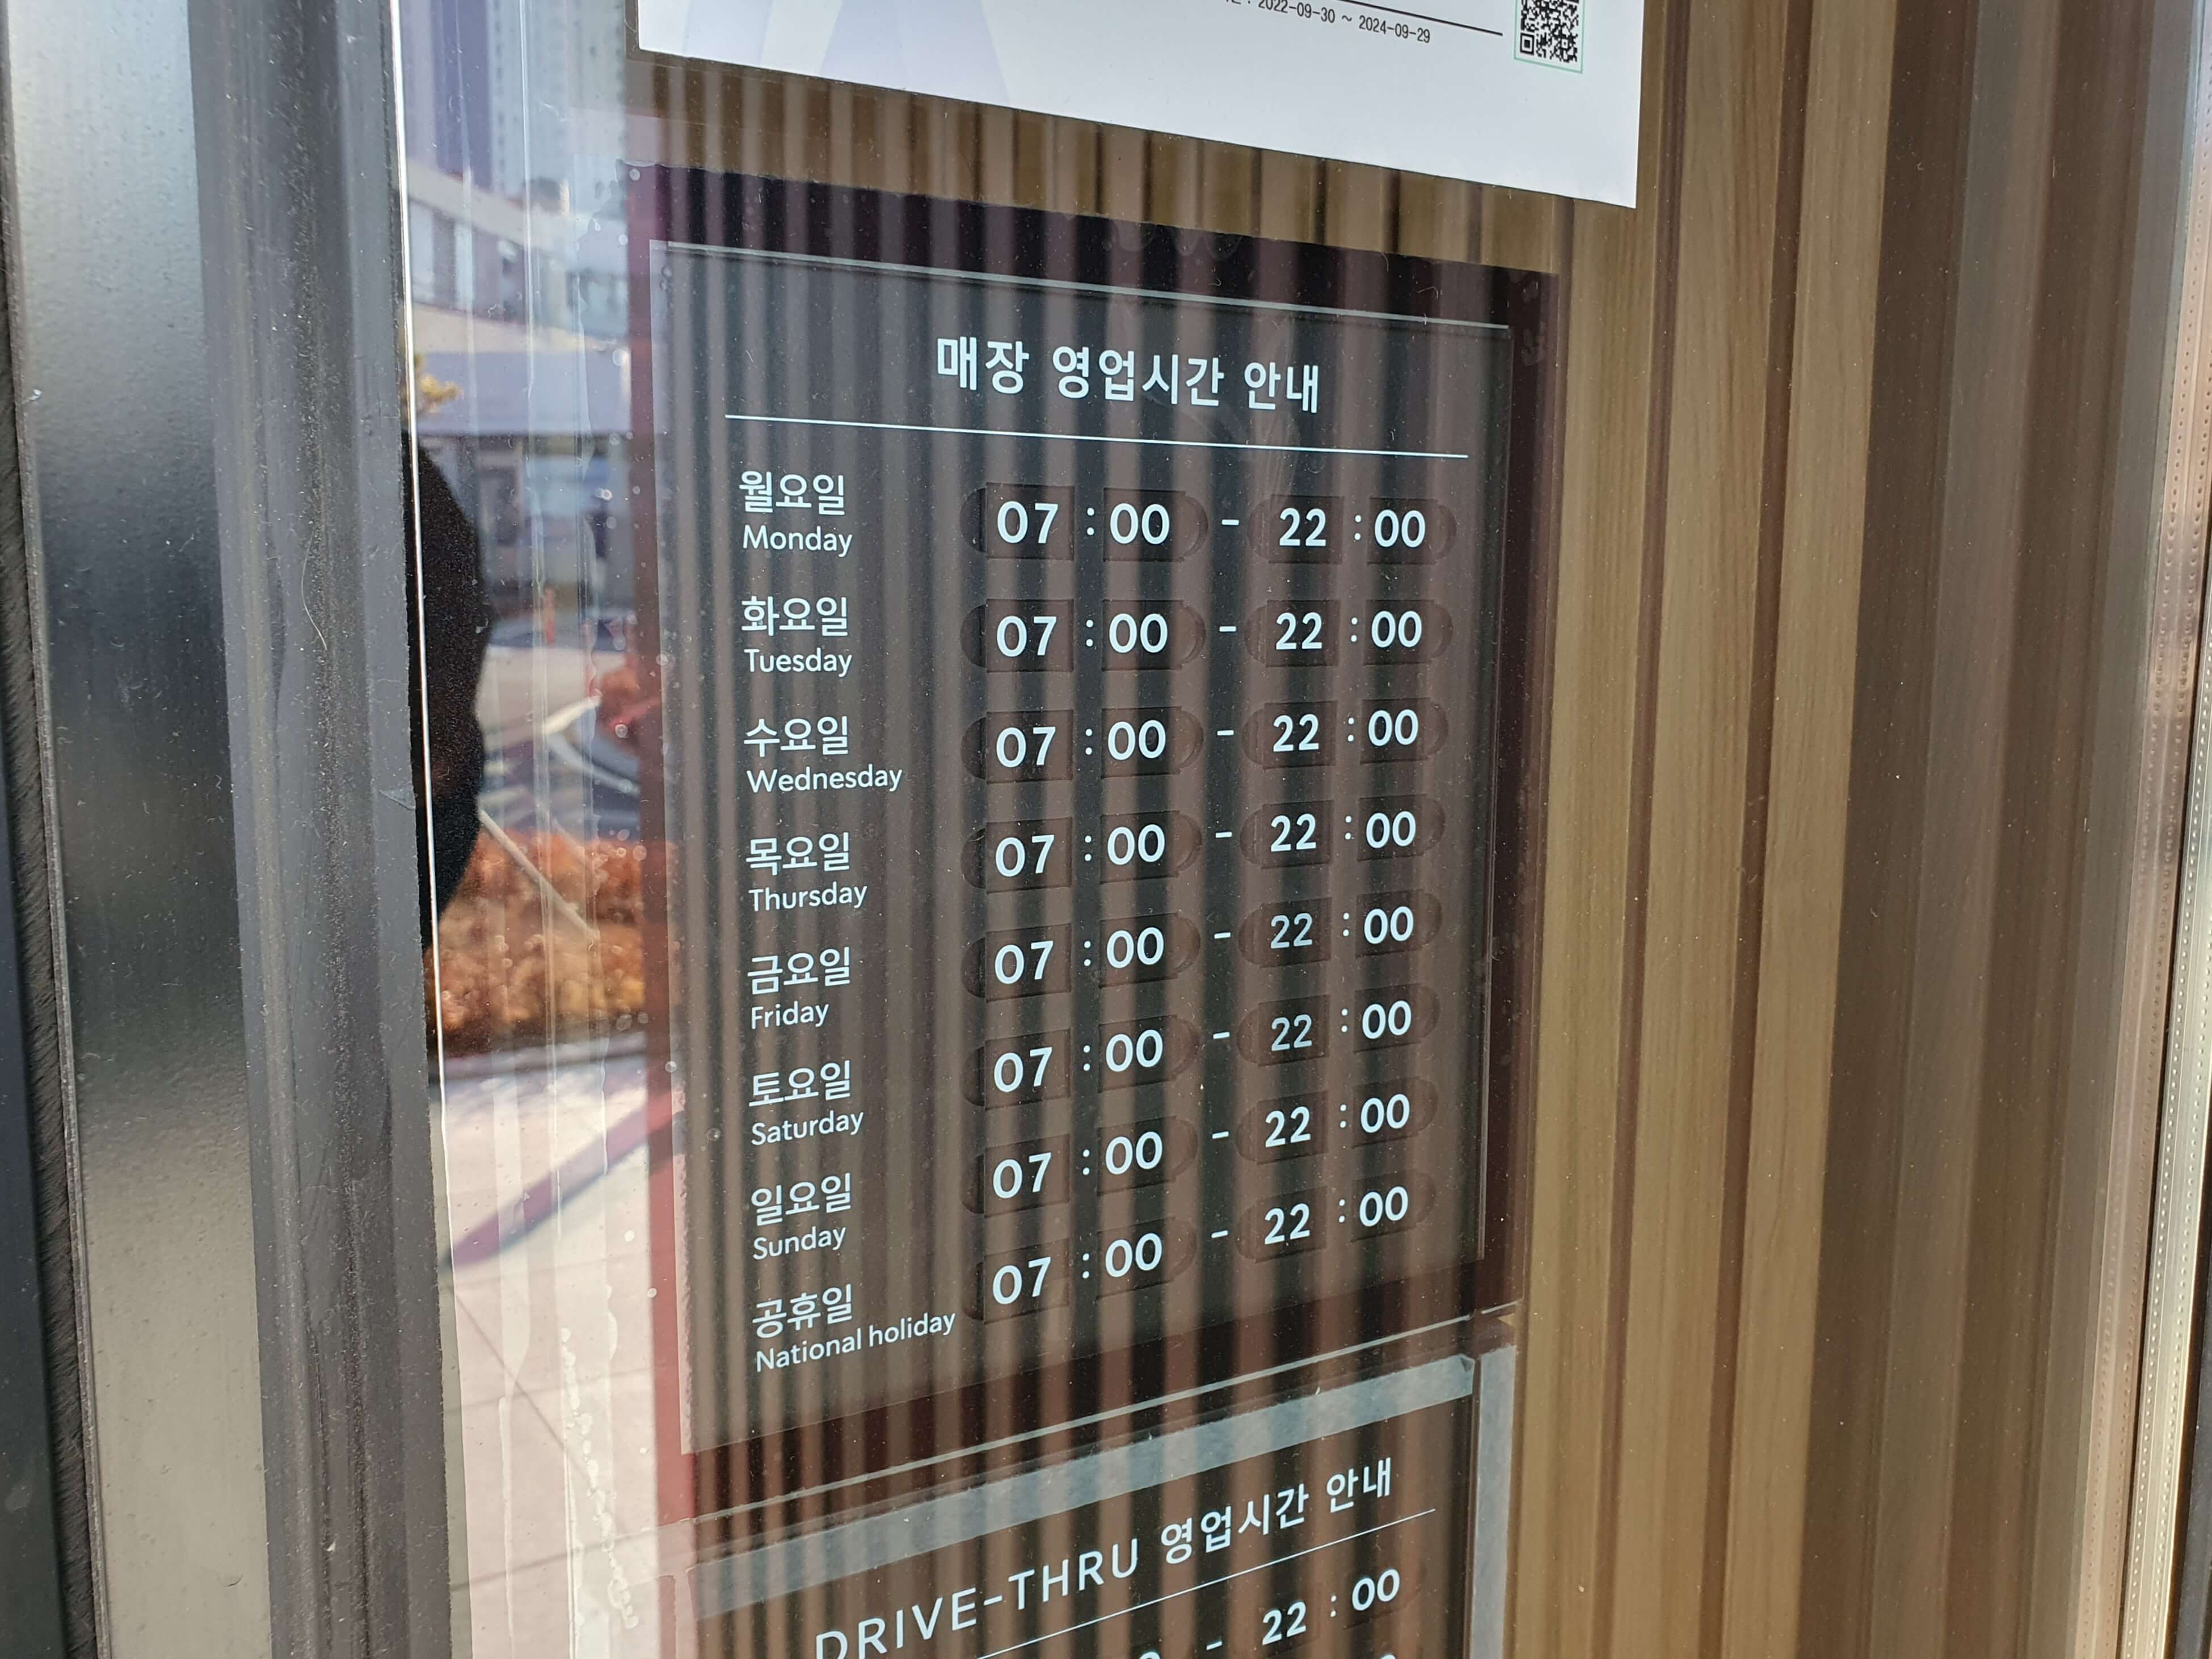 : 2022-09-30 ~ 2024-09-29
매장 영업시간 안내
월요일
Monday
07 : 00 - 22 : 00
화요일
Tuesday
07 : 00 - 22 : 00
수요일
Wednesday
07 : 00 - 22 : 00
목요일
Thursday
07 : 00 - 22 : 00
금요일
Friday
07 : 00 - 22 : 00
토요일
Saturday
07 : 00 - 22 : 00
일요일
Sunday
07 : 00 - 22 : 00
공휴일
National holiday
07 : 00 - 22 : 00
DRIVE-THRU 영업시간 안내
- 22 : 00